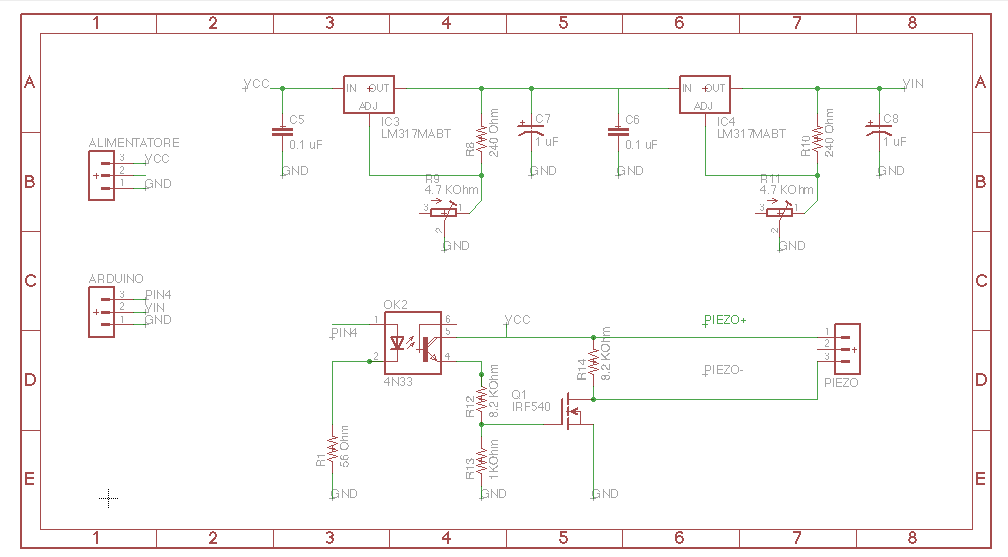 1 2 3 4 5 6 7 8
A A
VCC IN OUT IN OUT VIN
ADJ ADJ
C5 IC3 C7 C6 IC4 C8
LM317MABT LM317MABT
0.1 uF R8 240 Ohm 1 uF 0.1 uF R10 240 Ohm 1 uF
ALIMENTATORE
3 VCC
2
1 GND
B B
GND GND GND GND
R9 R11
4.7 KOhm 4.7 KOhm
3 1 3 1
2 2
GND GND
C C
ARDUINO
3 PIN4
2 VIN
1 GND
OK2
1 6 VCC PIEZO+
PIN4 5 1
2
2 4 3
4N33 R14 8.2 KOhm PIEZO-
PIEZO
D D
R12 8.2 KOhm Q1
IRF540
R1 56 Ohm R13 1KOhm
E E
GND GND GND
1 2 3 4 5 6 7 8